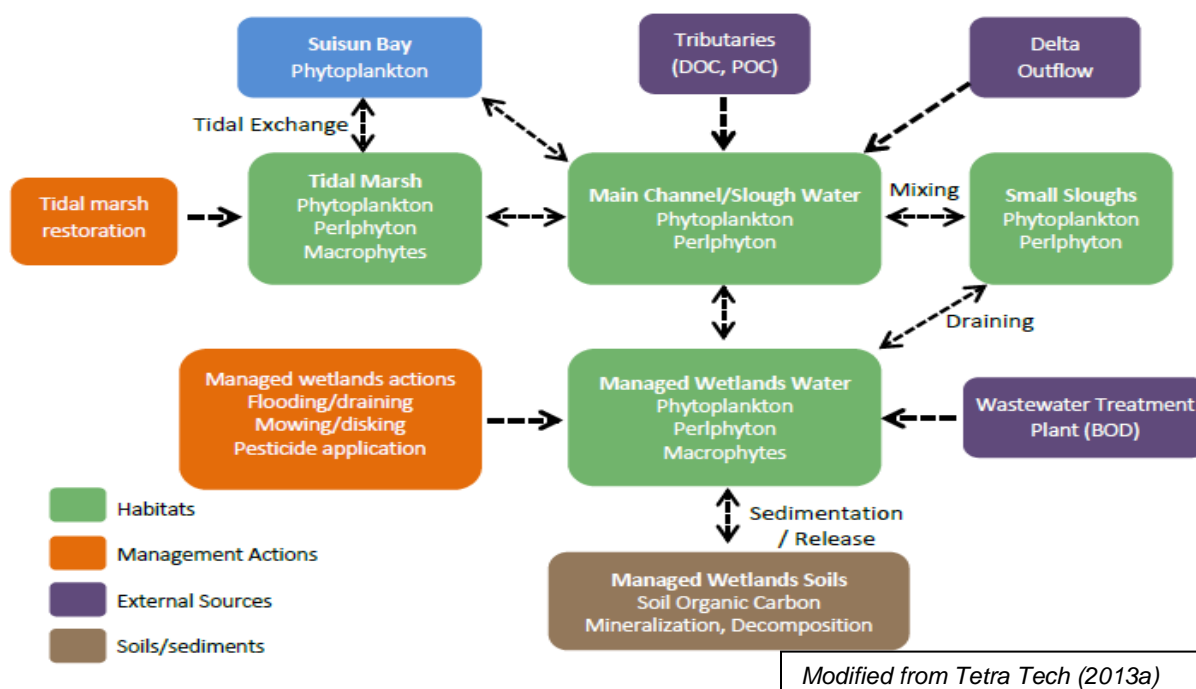 Suisun Bay
Phytoplankton
Tributaries
(DOC, POC)
Delta
Outflow
Tidal Exchange
Tidal marsh
restoration
Tidal Marsh
Phytoplankton
Perlphyton
Macrophytes
Main Channel/Slough Water
Phytoplankton
Perlphyton
Mixing
Small Sloughs
Phytoplankton
Perlphyton
Draining
Managed wetlands actions
Flooding/draining
Mowing/disking
Pesticide application
Managed Wetlands Water
Phytoplankton
Perlphyton
Macrophytes
Wastewater Treatment
Plant (BOD)
Sedimentation
/ Release
Managed Wetlands Soils
Soil Organic Carbon
Mineralization, Decomposition
Habitats
Management Actions
External Sources
Soils/sediments
Modified from Tetra Tech (2013a)